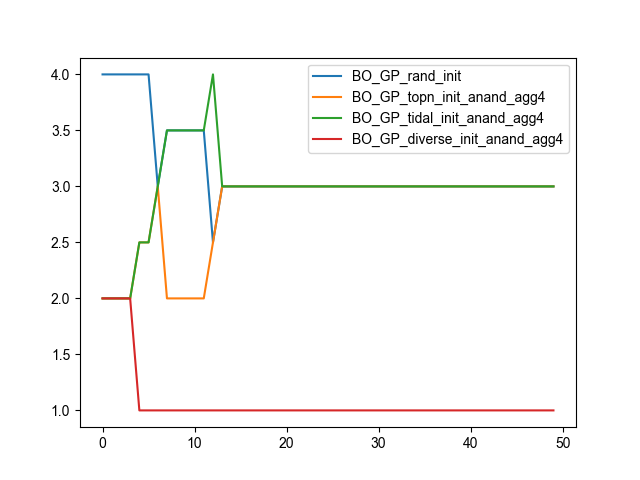 BO_GP_rand_init
BO_GP_topn_init_anand_agg4
BO_GP_tidal_init_anand_agg4
BO_GP_diverse_init_anand_agg4
4.0
3.5
3.0
2.5
2.0
1.5
1.0
0 10 20 30 40 50